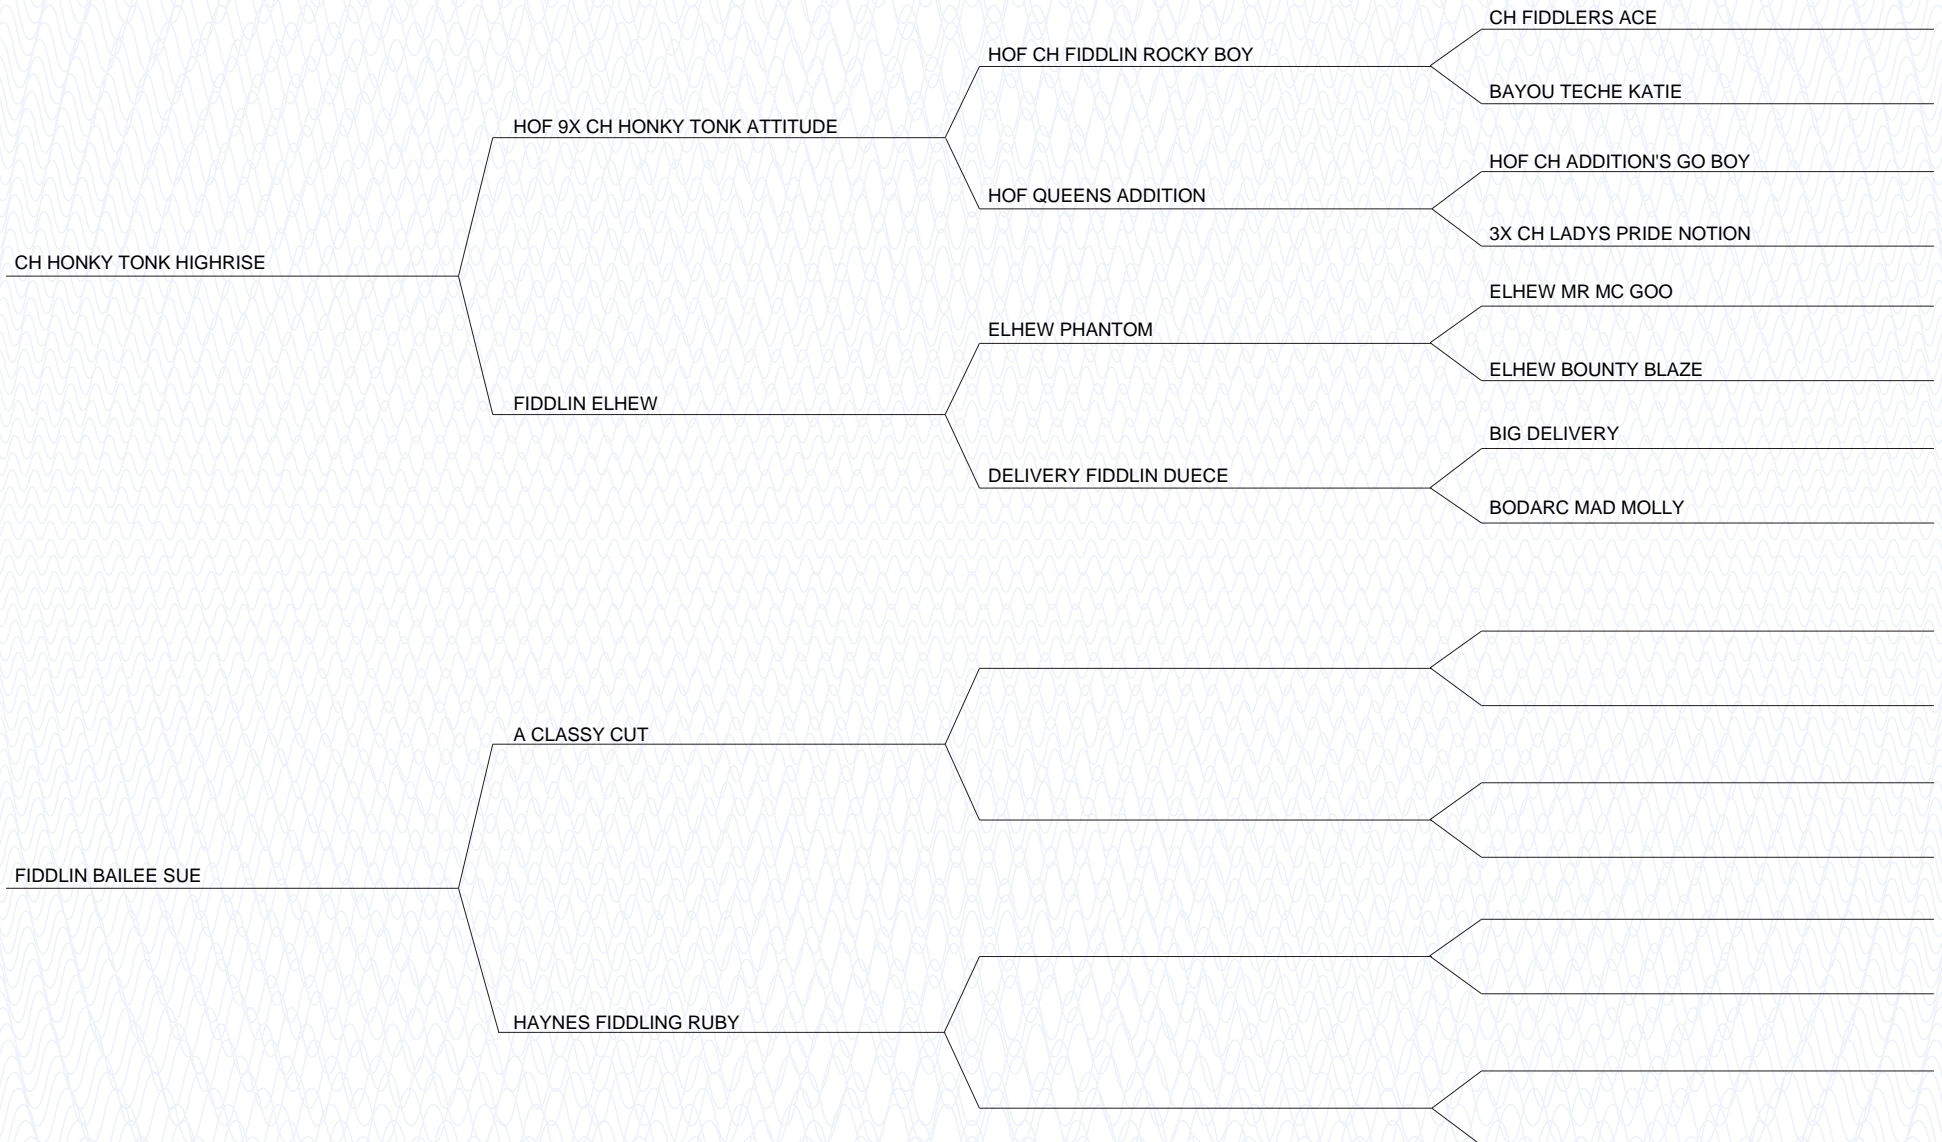 CH FIDDLERS ACE
HOF CH FIDDLIN ROCKY BOY
BAYOU TECHE KATIE
HOF 9X CH HONKY TONK ATTITUDE
HOF CH ADDITION'S GO BOY
HOF QUEENS ADDITION
3X CH LADYS PRIDE NOTION
CH HONKY TONK HIGHRISE
ELHEW MR MC GOO
ELHEW PHANTOM
ELHEW BOUNTY BLAZE
FIDDLIN ELHEW
BIG DELIVERY
DELIVERY FIDDLIN DUECE
BODARC MAD MOLLY
A CLASSY CUT
FIDDLIN BAILEE SUE
HAYNES FIDDLING RUBY